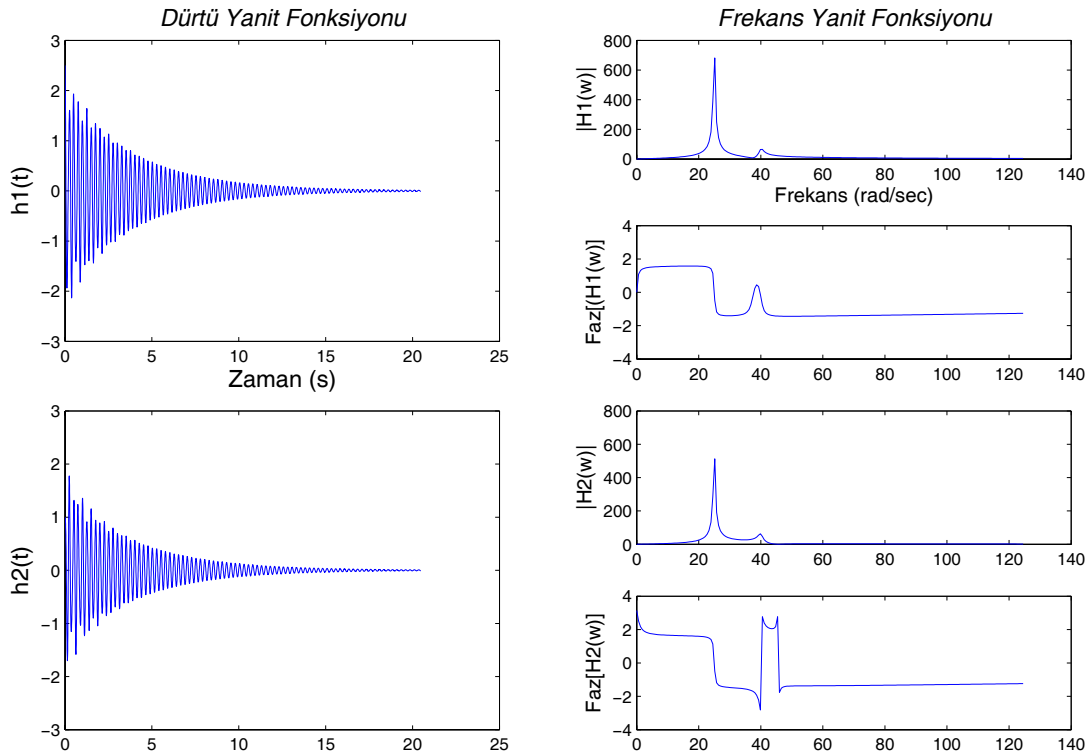 Dürtü Yanit Fonksiyonu
3
2
1
0
−1
−2
−3
h1(t)
0 5 10 15 20 25
Zaman (s)
3
2
1
0
−1
−2
−3
h2(t)
0 5 10 15 20 25
Frekans Yanit Fonksiyonu
800
600
400
200
0
|H1(w)|
0 20 40 60 80 100 120 140
Frekans (rad/sec)
4
2
0
−2
−4
Faz[(H1(w)]
0 20 40 60 80 100 120 140
800
600
400
200
0
|H2(w)|
0 20 40 60 80 100 120 140
4
2
0
−2
−4
Faz[H2(w)]
0 20 40 60 80 100 120 140